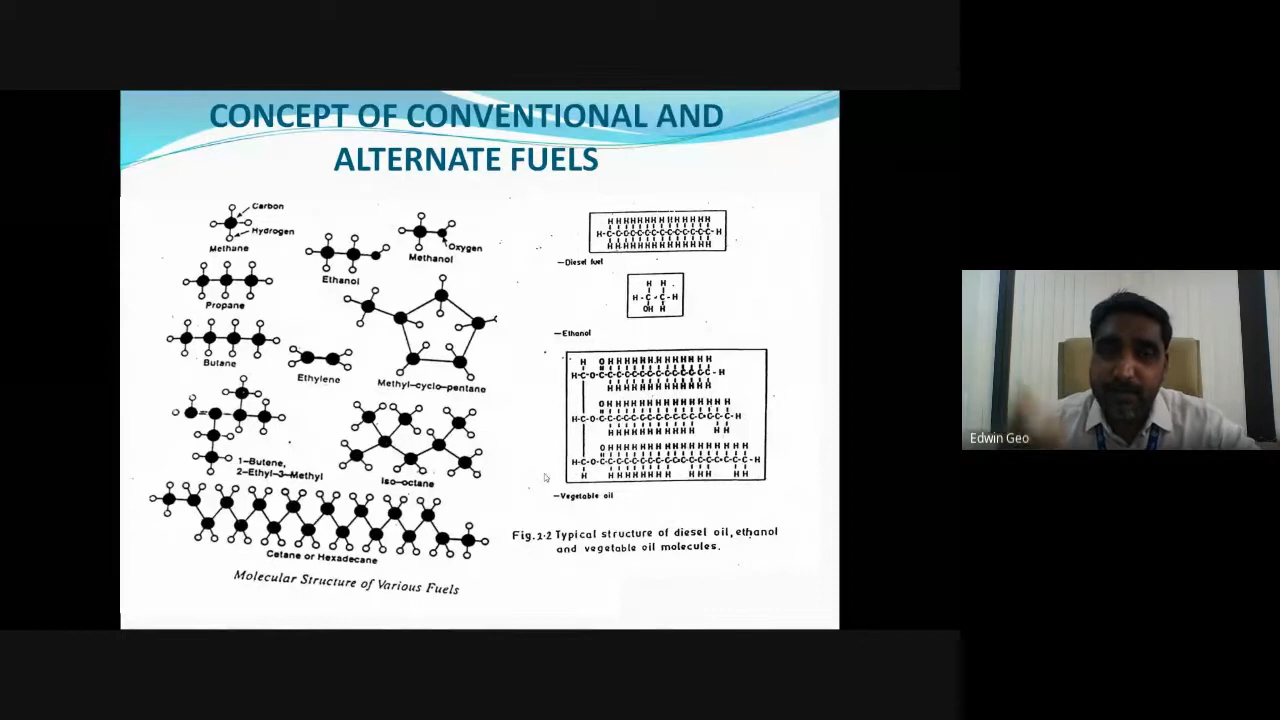 CONCEPT OF CONVENTIONAL AND
ALTERNATE FUELS
Carbon
Hydrogen
Methane
Ethanol
Oxygen
Methanol
Propane
Butane
Ethylene
Methyl-cyclo-pentane
1-Butene,
2-Ethyl-3-Methyl
Iso-octane
Cetane or Hexadecane
Molecular Structure of Various Fuels
—Diesel fuel
H H
H-C-C-H
OH H
—Ethanol
—Vegetable oil
Fig.2.2 Typical structure of diesel oil, ethanol
and vegetable oil molecules.
Edwin Geo